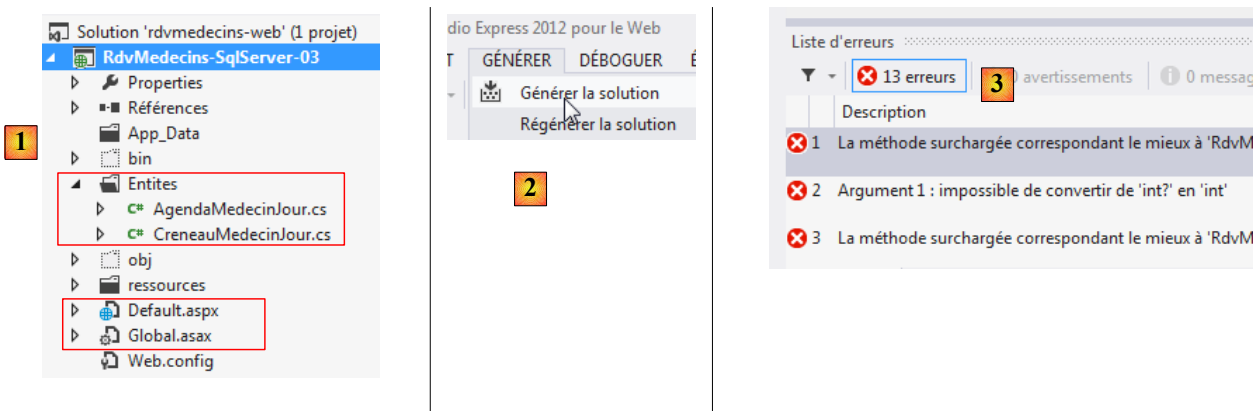 Solution 'rdvmedecins-web' (1 projet)
RdvMedecins-SqlServer-03
Properties
Références
App_Data
bin
Entites
C# AgendaMedecinJour.cs
C# CreneauMedecinJour.cs
obj
ressources
Default.aspx
Global.asax
Web.config
1
dio Express 2012 pour le Web
T GÉNÉRER DÉBOGUER É
Générer la solution
Régénérer la solution
2
Liste d'erreurs
13 erreurs 3 avertissements 0 messag
Description
1 La méthode surchargée correspondant le mieux à 'RdvM
2 Argument 1 : impossible de convertir de 'int?' en 'int'
3 La méthode surchargée correspondant le mieux à 'RdvM